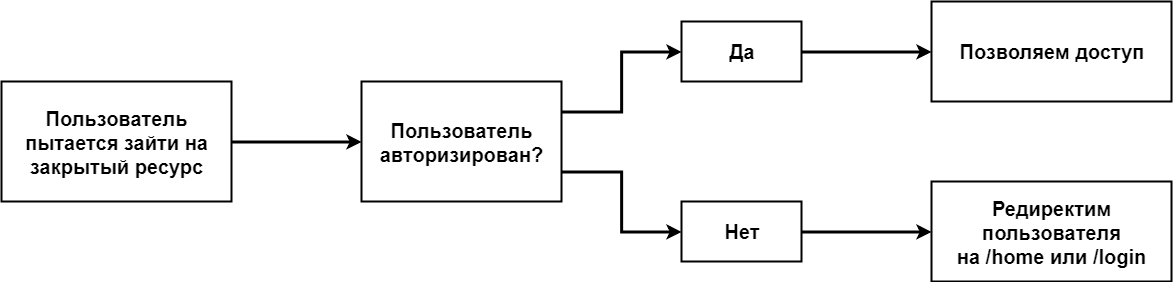 Пользователь
пытается зайти на
закрытый ресурс
Пользователь
авторизирован?
Да
Позволяем доступ
Нет
Редиректим
пользователя
на /home или /login